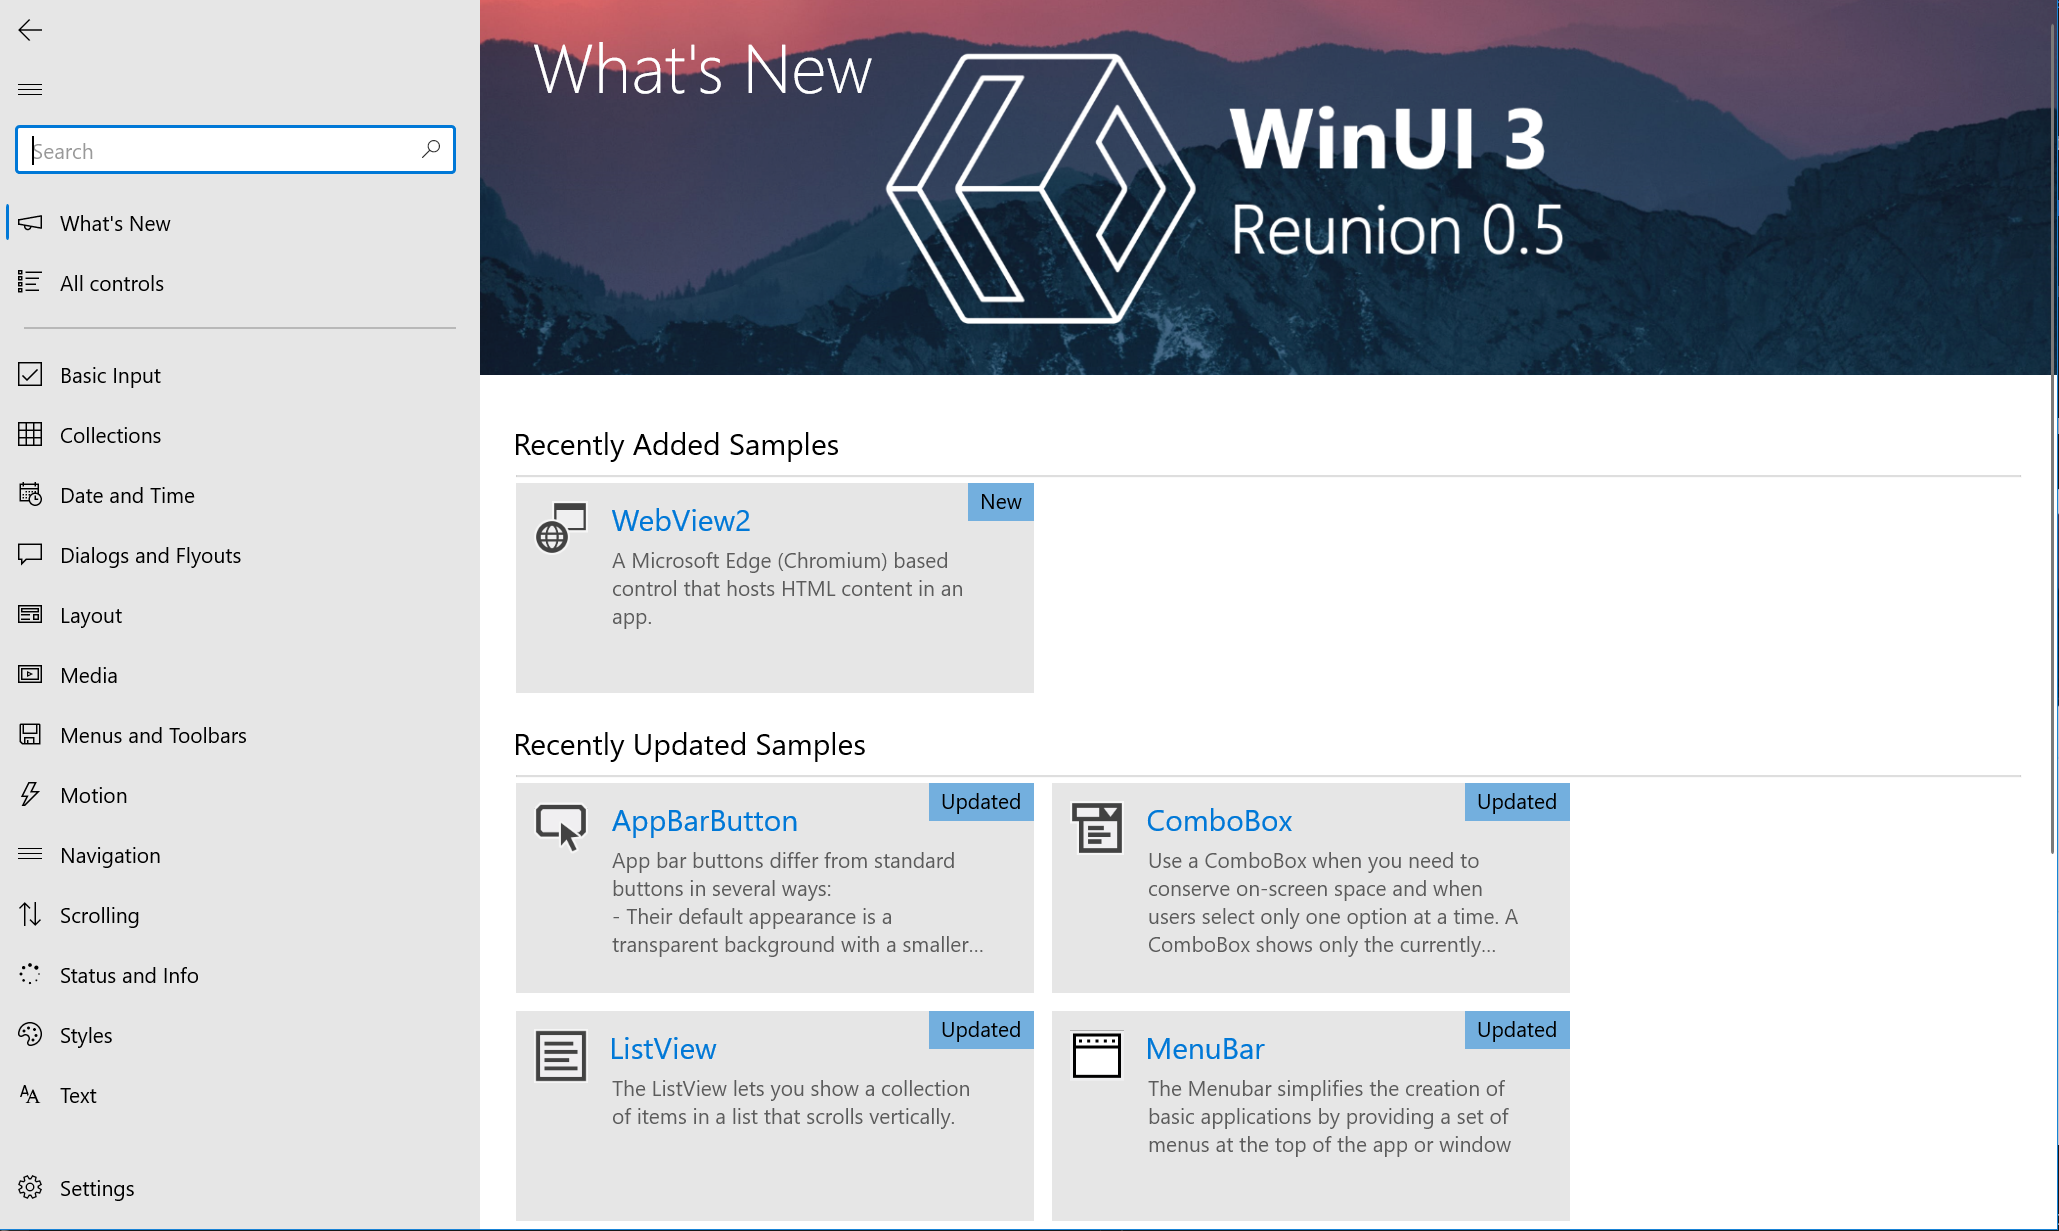 Search
What's New
All controls
Basic Input
Collections
Date and Time
Dialogs and Flyouts
Layout
Media
Menus and Toolbars
Motion
Navigation
Scrolling
Status and Info
Styles
Text
Settings
What's New
WinUI 3
Reunion 0.5
Recently Added Samples
New
WebView2
A Microsoft Edge (Chromium) based
control that hosts HTML content in an
app.
Recently Updated Samples
Updated
AppBarButton
App bar buttons differ from standard
buttons in several ways:
- Their default appearance is a
transparent background with a smaller...
Updated
ComboBox
Use a ComboBox when you need to
conserve on-screen space and when
users select only one option at a time. A
ComboBox shows only the currently...
Updated
ListView
The ListView lets you show a collection
of items in a list that scrolls vertically.
Updated
MenuBar
The Menubar simplifies the creation of
basic applications by providing a set of
menus at the top of the app or window